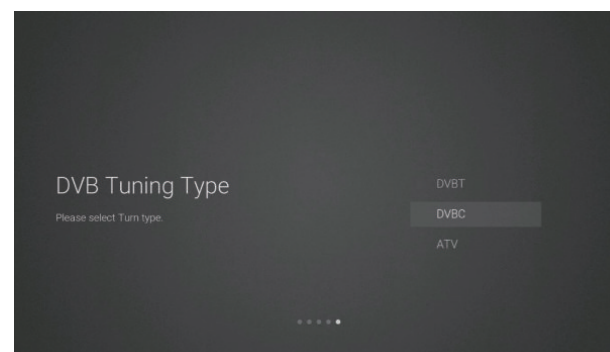 DVB Tuning Type
Please select Turn type.
DVBT
DVBC
ATV